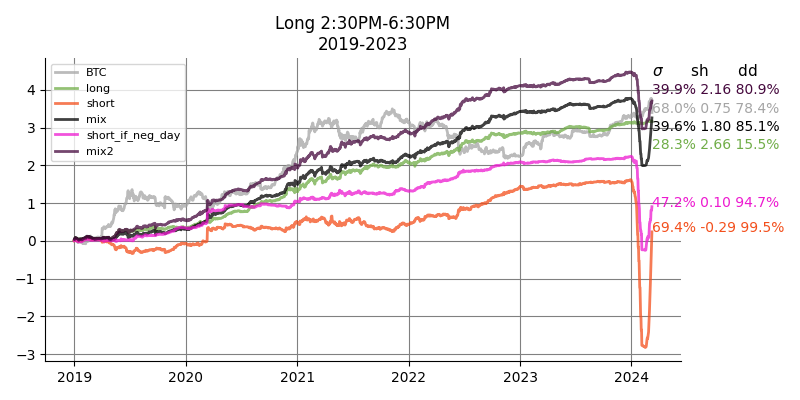 Long 2:30PM-6:30PM
2019-2023
σ sh dd
BTC
long
short
mix
short_if_neg_day
mix2
39.9% 2.16 80.9%
68.0% 0.75 78.4%
39.6% 1.80 85.1%
28.3% 2.66 15.5%
47.2% 0.10 94.7%
69.4% -0.29 99.5%
4
3
2
1
0
−1
−2
−3
2019 2020 2021 2022 2023 2024